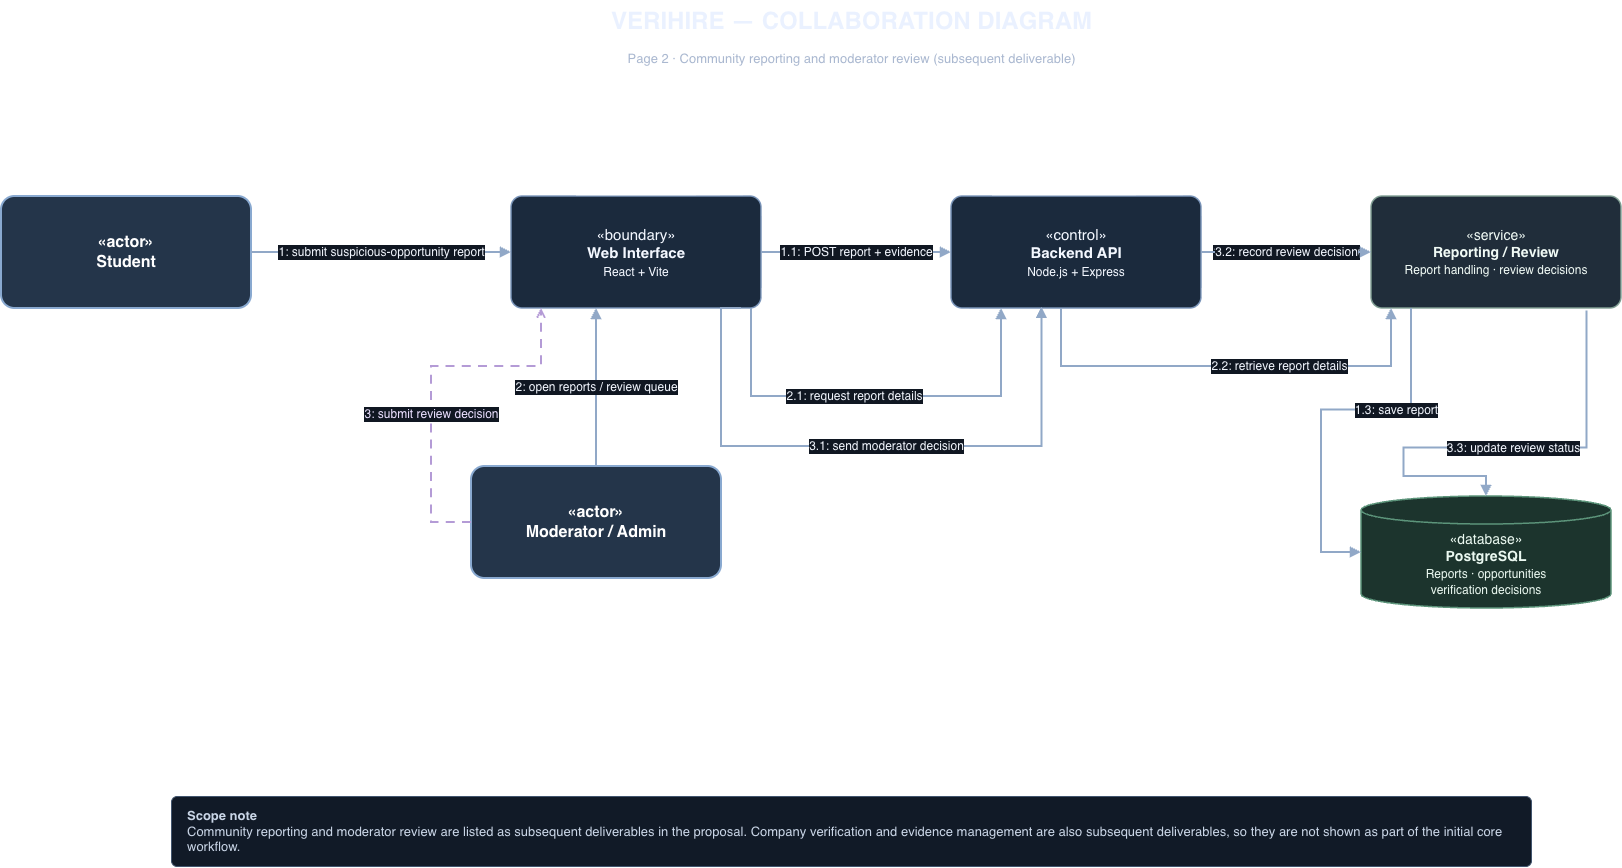 VERIHIRE — COLLABORATION DIAGRAM
Page 2 · Community reporting and moderator review (subsequent deliverable)
«actor»
Student
1: submit suspicious-opportunity report
«boundary»
Web Interface
React + Vite
1.1: POST report + evidence
«control»
Backend API
Node.js + Express
3.2: record review decision
«service»
Reporting / Review
Report handling · review decisions
2.2: retrieve report details
2: open reports / review queue
2.1: request report details
3: submit review decision
1.3: save report
3.1: send moderator decision
3.3: update review status
«actor»
Moderator / Admin
«database»
PostgreSQL
Reports · opportunities
verification decisions
Scope note
Community reporting and moderator review are listed as subsequent deliverables in the proposal. Company verification and evidence management are also subsequent deliverables, so they are not shown as part of the initial core
workflow.